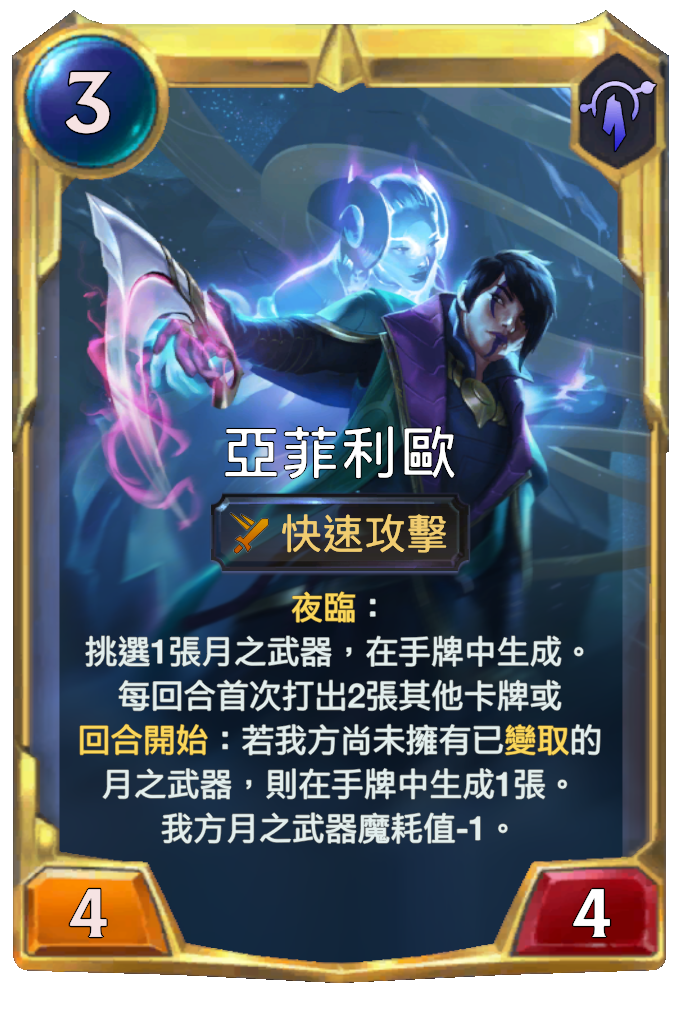 3
亞菲利歐
快速攻擊
夜臨：
挑選1張月之武器，在手牌中生成。
每回合首次打出2張其他卡牌或
回合開始：若我方尚未擁有已變取的
月之武器，則在手牌中生成1張。
我方月之武器魔耗值-1。
4
4